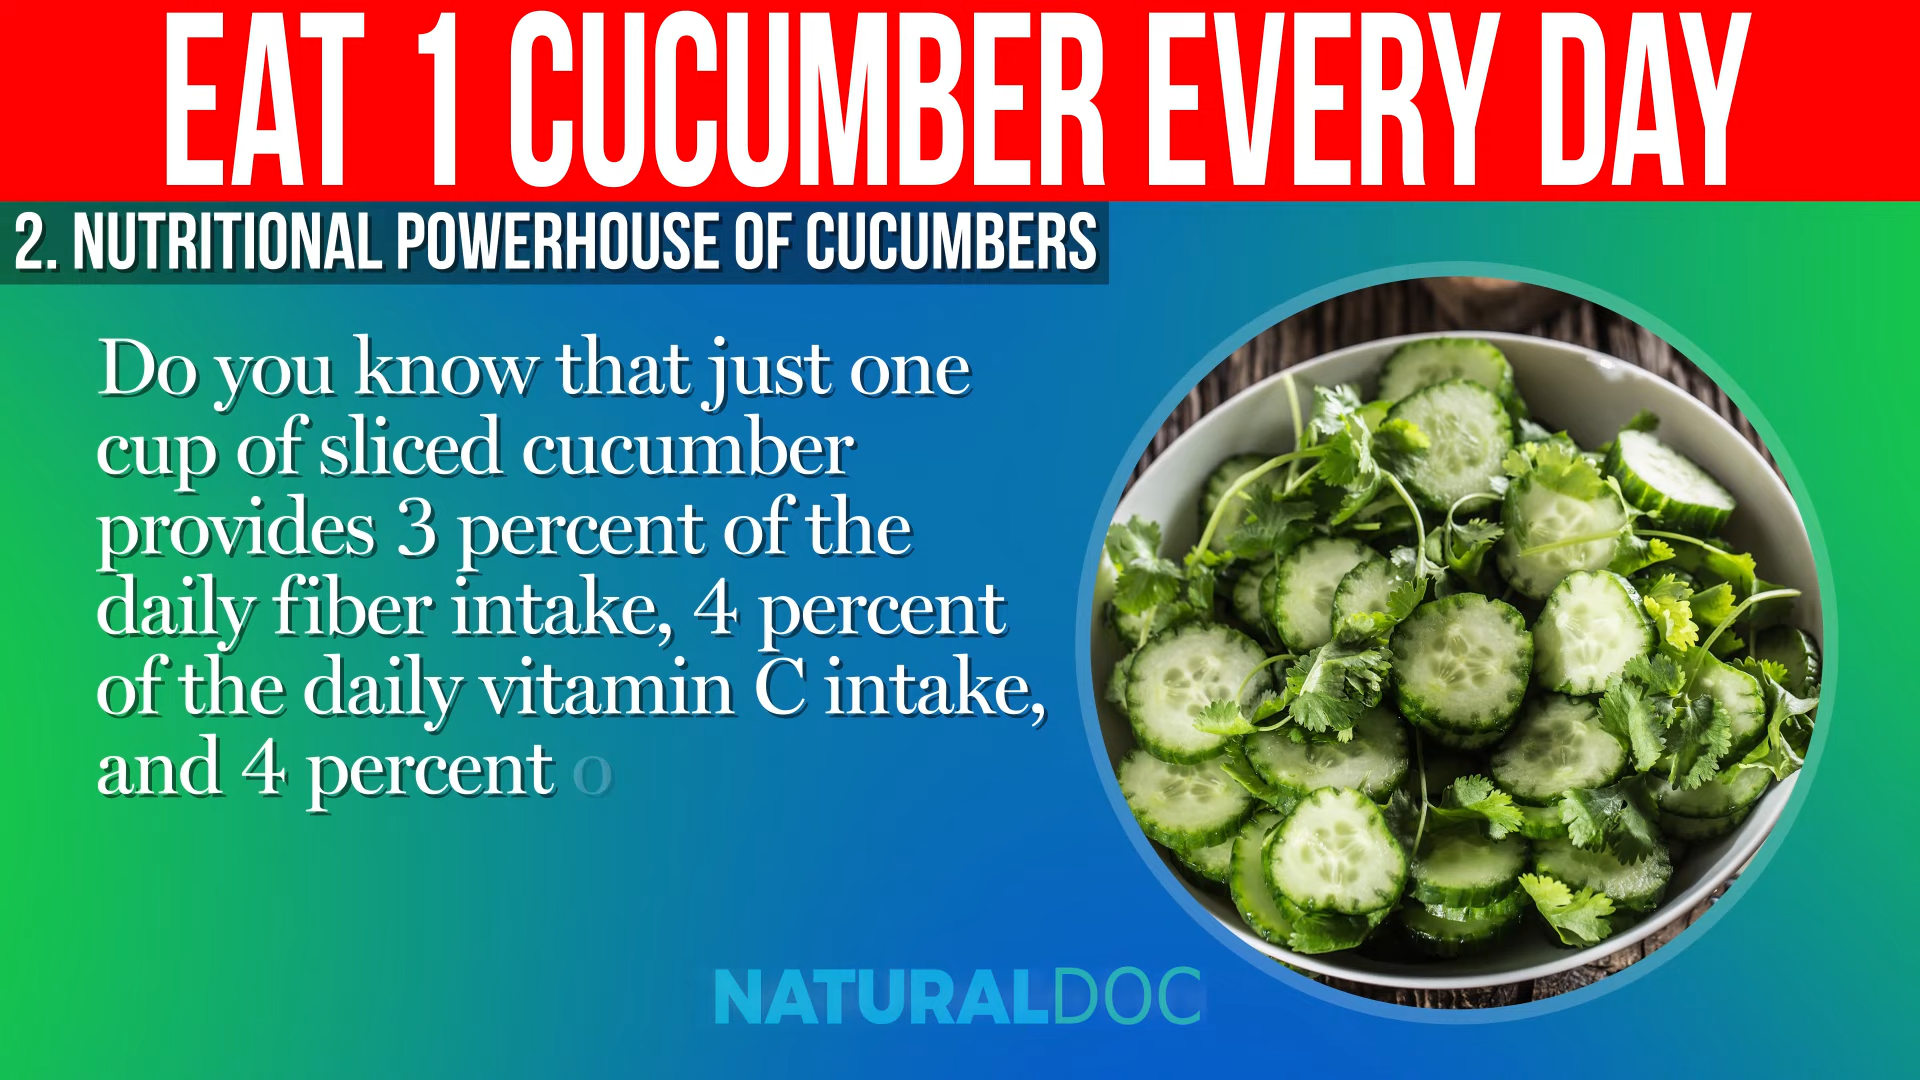 EAT 1 CUCUMBER EVERY DAY
2. NUTRITIONAL POWERHOUSE OF CUCUMBERS
Do you know that just one
cup of sliced cucumber
provides 3 percent of the
daily fiber intake, 4 percent
of the daily vitamin C intake,
and 4 percent o
NATURALDOC